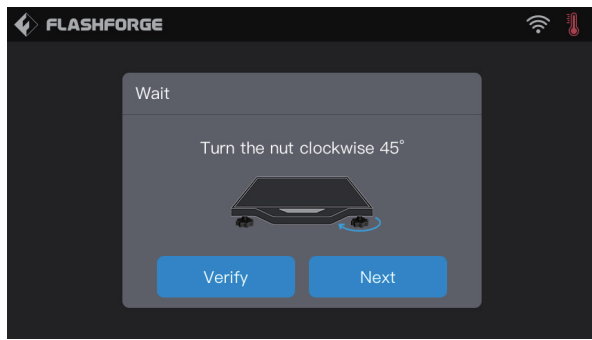 FLASHFORGE
Wait
Turn the nut clockwise 45°
Verify
Next